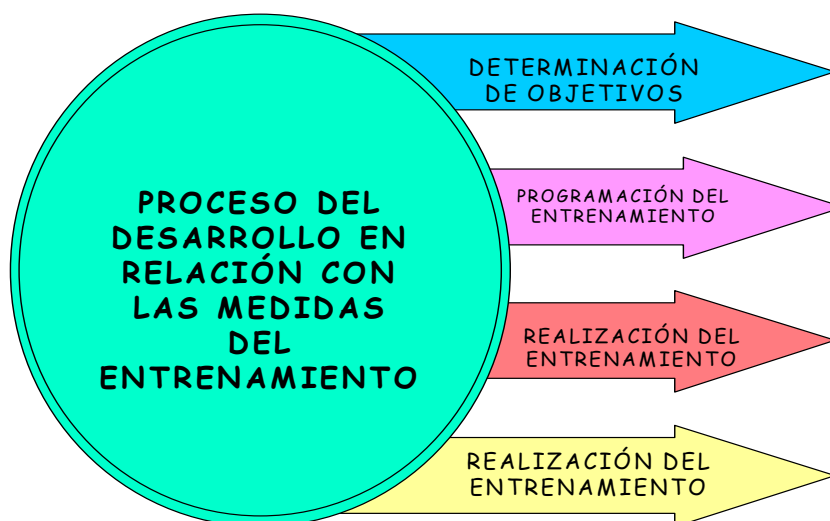 PROCESO DEL
DESARROLLO EN
RELACIÓN CON
LAS MEDIDAS
DEL
ENTRENAMIENTO
DETERMINACIÓN
DE OBJETIVOS
PROGRAMACIÓN DEL
ENTRENAMIENTO
REALIZACIÓN DEL
ENTRENAMIENTO
REALIZACIÓN DEL
ENTRENAMIENTO